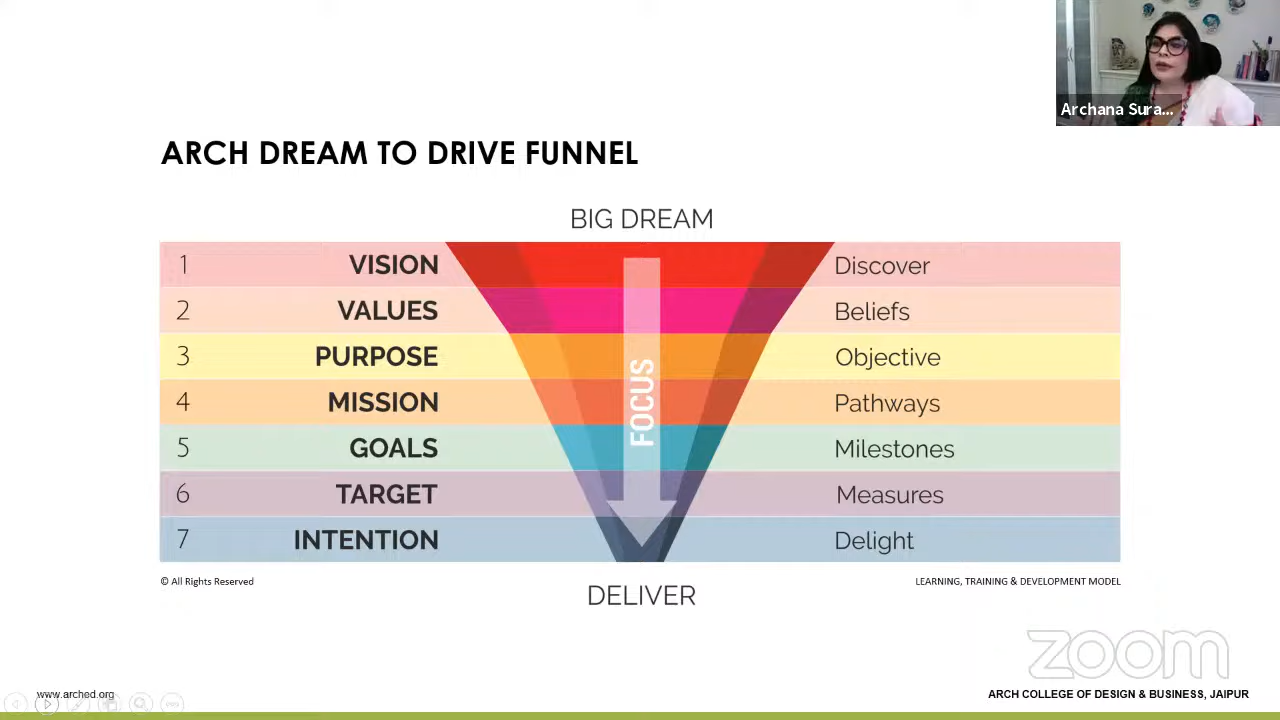 Archana Sura...
ARCH DREAM TO DRIVE FUNNEL
BIG DREAM
1 VISION Discover
2 VALUES Beliefs
3 PURPOSE Objective
4 MISSION Pathways
5 GOALS Milestones
6 TARGET Measures
7 INTENTION Delight
FOCUS
© All Rights Reserved LEARNING, TRAINING & DEVELOPMENT MODEL
DELIVER
zoom
www.arched.org ARCH COLLEGE OF DESIGN & BUSINESS, JAIPUR